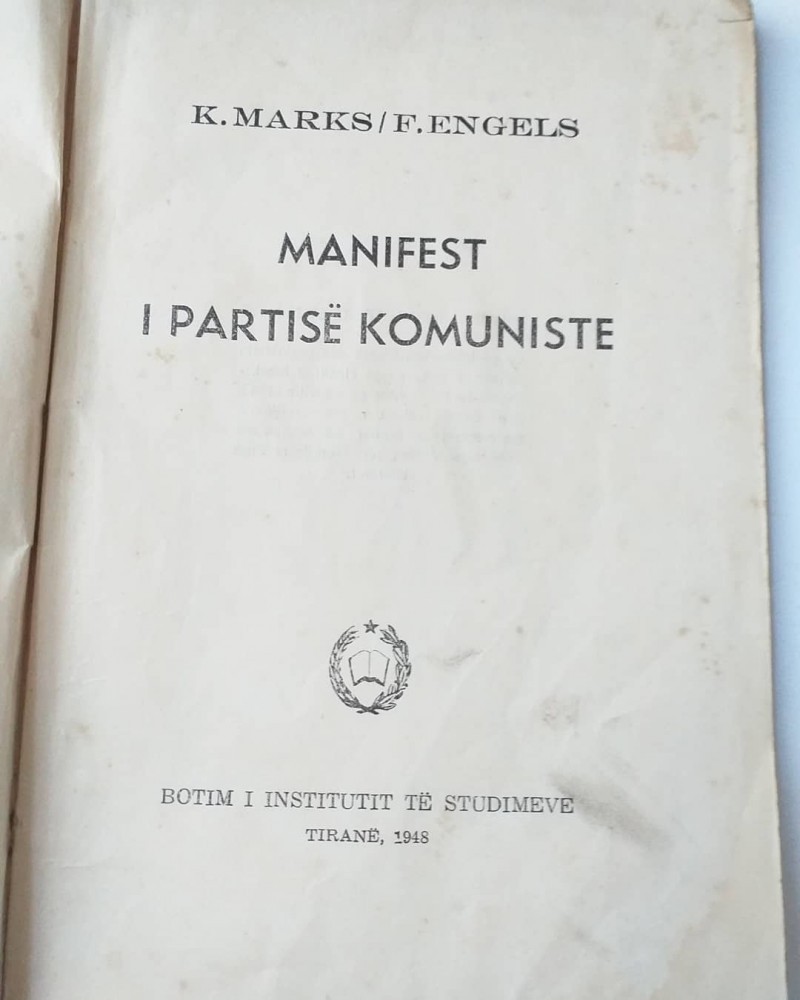 K. MARKS / F. ENGELS
MANIFEST
I PARTISË KOMUNISTE
BOTIM I INSTITUTIT TË STUDIMEVE
TIRANË, 1948